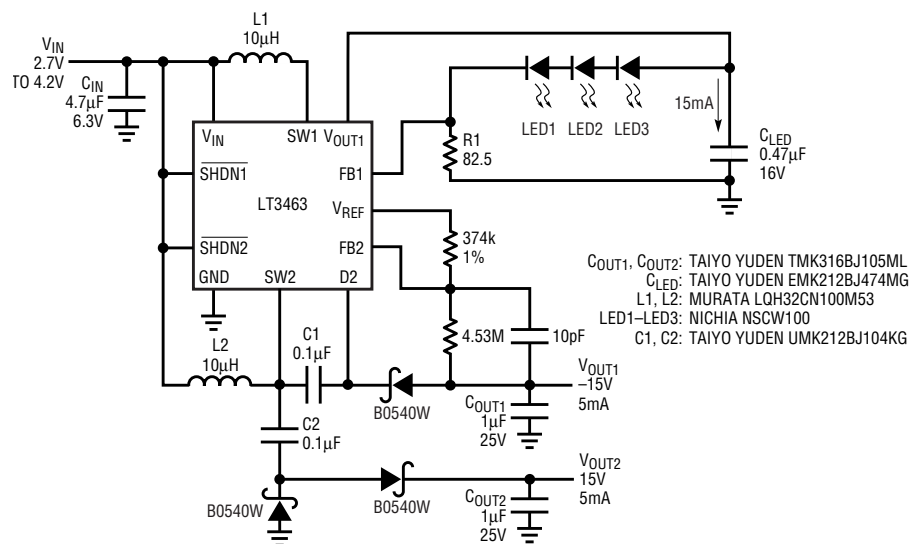 L1
10µH
VIN
2.7V
TO 4.2V
CIN
4.7µF
6.3V
VIN
SW1
VOUT1
SHDN1
FB1
LT3463
VREF
SHDN2
FB2
GND
SW2
D2
R1
82.5
LED1
LED2
LED3
15mA
CLED
0.47µF
16V
374k
1%
4.53M
10pF
COUT1, COUT2: TAIYO YUDEN TMK316BJ105ML
CLED: TAIYO YUDEN EMK212BJ474MG
L1, L2: MURATA LQH32CN100M53
LED1–LED3: NICHIA NSCW100
C1, C2: TAIYO YUDEN UMK212BJ104KG
L2
10µH
C1
0.1µF
B0540W
VOUT1
–15V
5mA
COUT1
1µF
25V
C2
0.1µF
B0540W
B0540W
VOUT2
15V
5mA
COUT2
1µF
25V